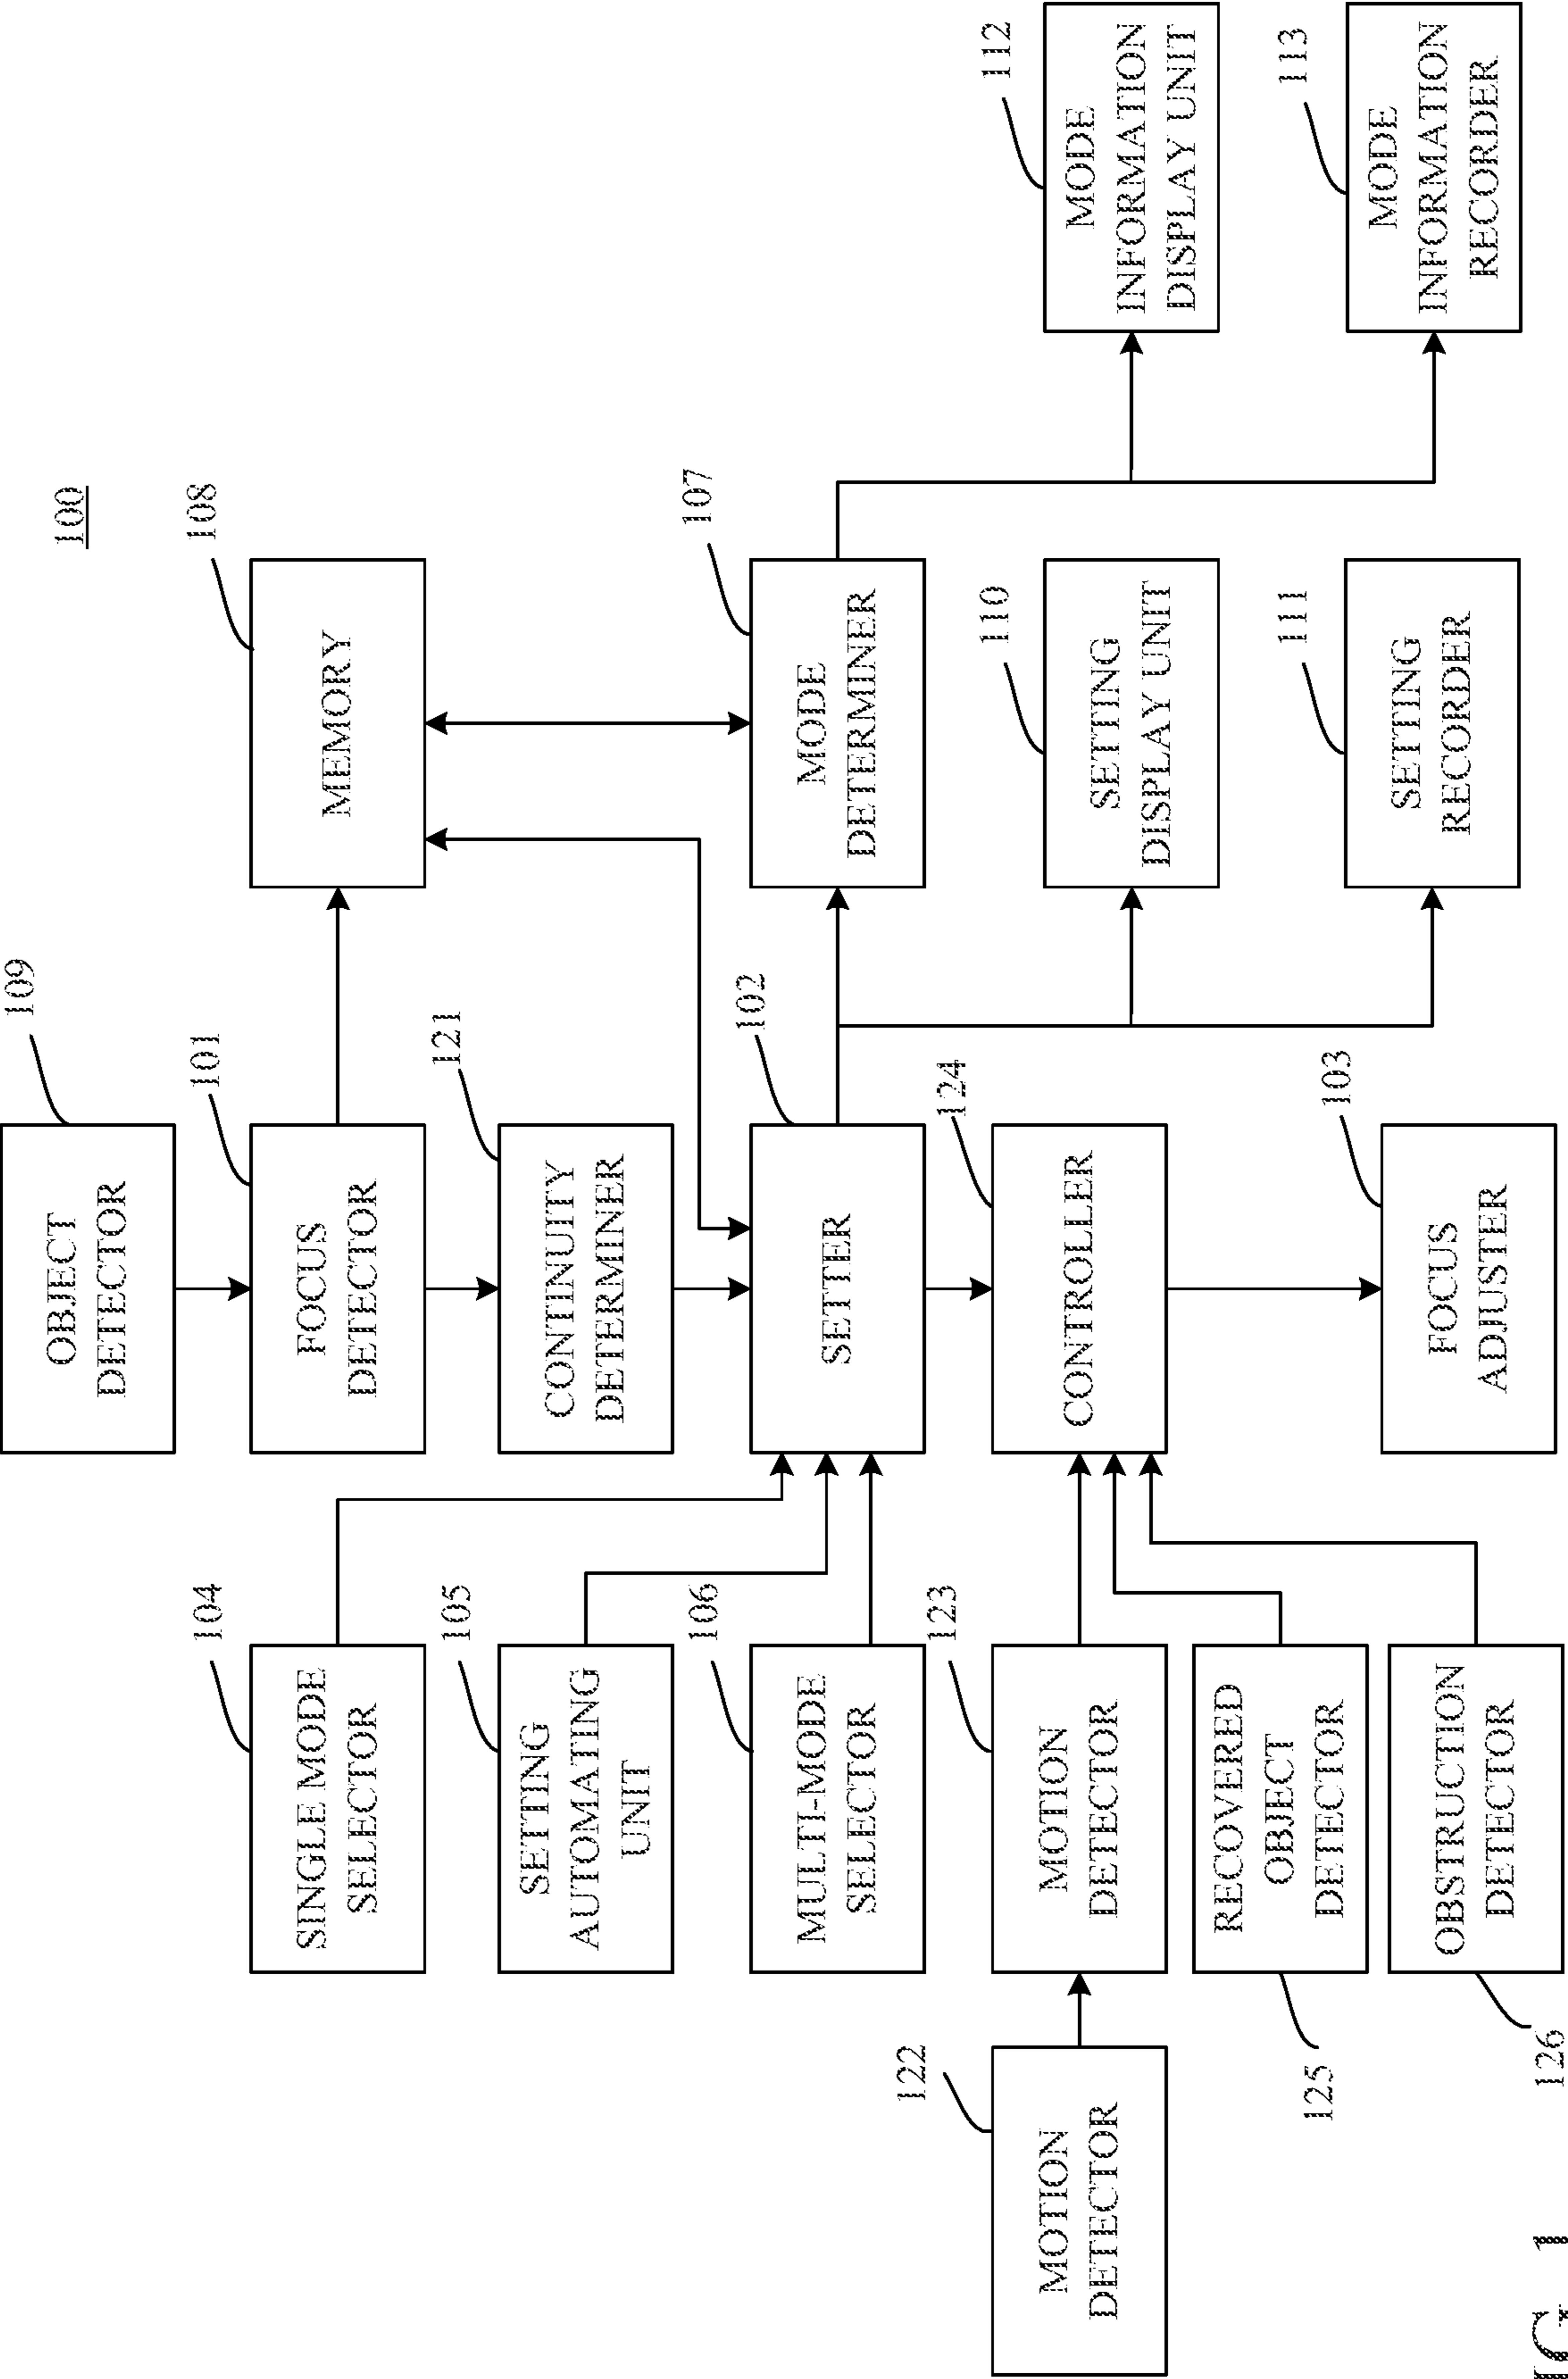 100
109
OBJECT
DETECTOR
104
SINGLE MODE
SELECTOR
101
FOCUS
DETECTOR
108
MEMORY
105
SETTING
AUTOMATING
UNIT
121
CONTINUITY
DETERMINER
106
MULTI-MODE
SELECTOR
102
SETTER
107
MODE
DETERMINER
122
MOTION
DETECTOR
123
MOTION
DETECTOR
124
CONTROLLER
110
SETTING
DISPLAY UNIT
112
MODE
INFORMATION
DISPLAY UNIT
125
RECOVERED
OBJECT
DETECTOR
126
OBSTRUCTION
DETECTOR
103
FOCUS
ADJUSTER
111
SETTING
RECORDER
113
MODE
INFORMATION
RECORDER
IG. 1